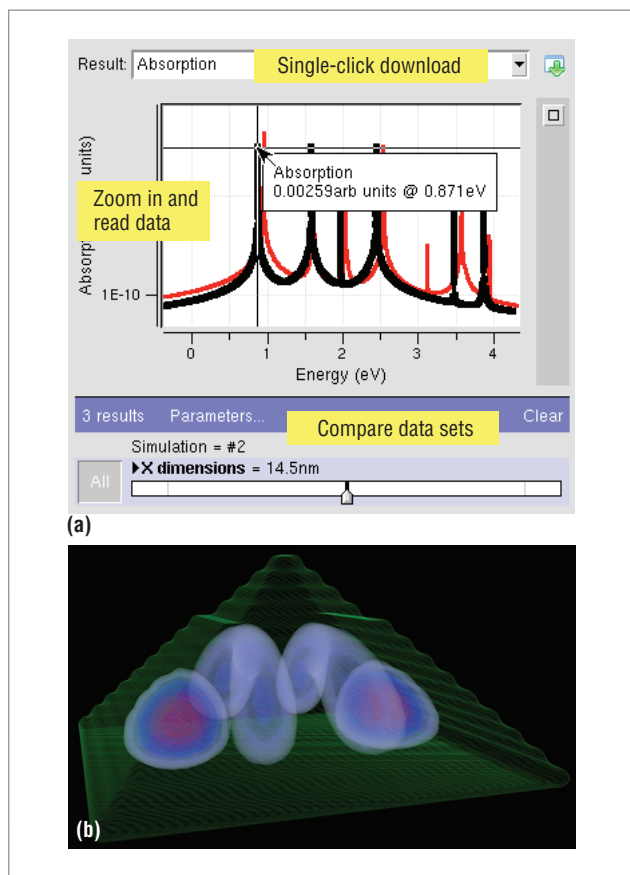 Result: Absorption
Single-click download
Absorp
units)
Zoom in and
read data
Absorption
0.00259arb units @ 0.871eV
1E-10
0 1 2 3 4
Energy (eV)
3 results Parameters... Clear
Compare data sets
Simulation = #2
All
X dimensions = 14.5nm
(a)
(b)